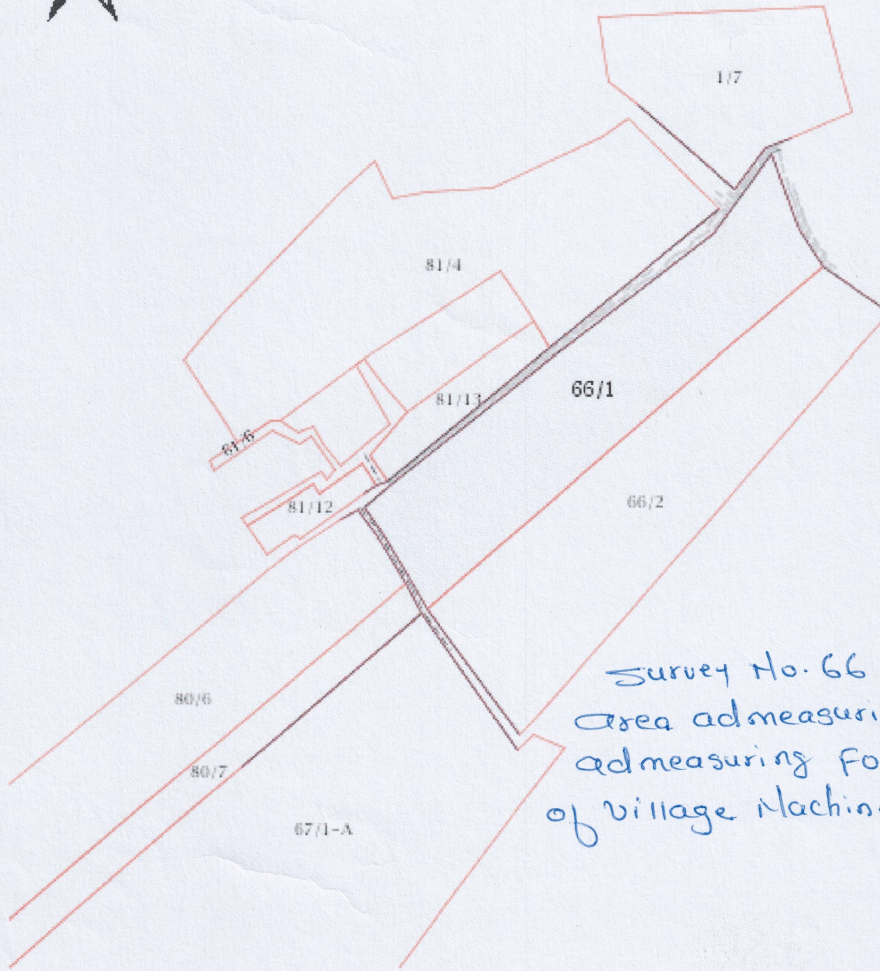 1/7
81/4
66/1
81/13
81/6
66/2
81/12
80/6
80/7
67/1-A
Survey No. 66
area admeasuri
admeasuring Fo
of village Machin